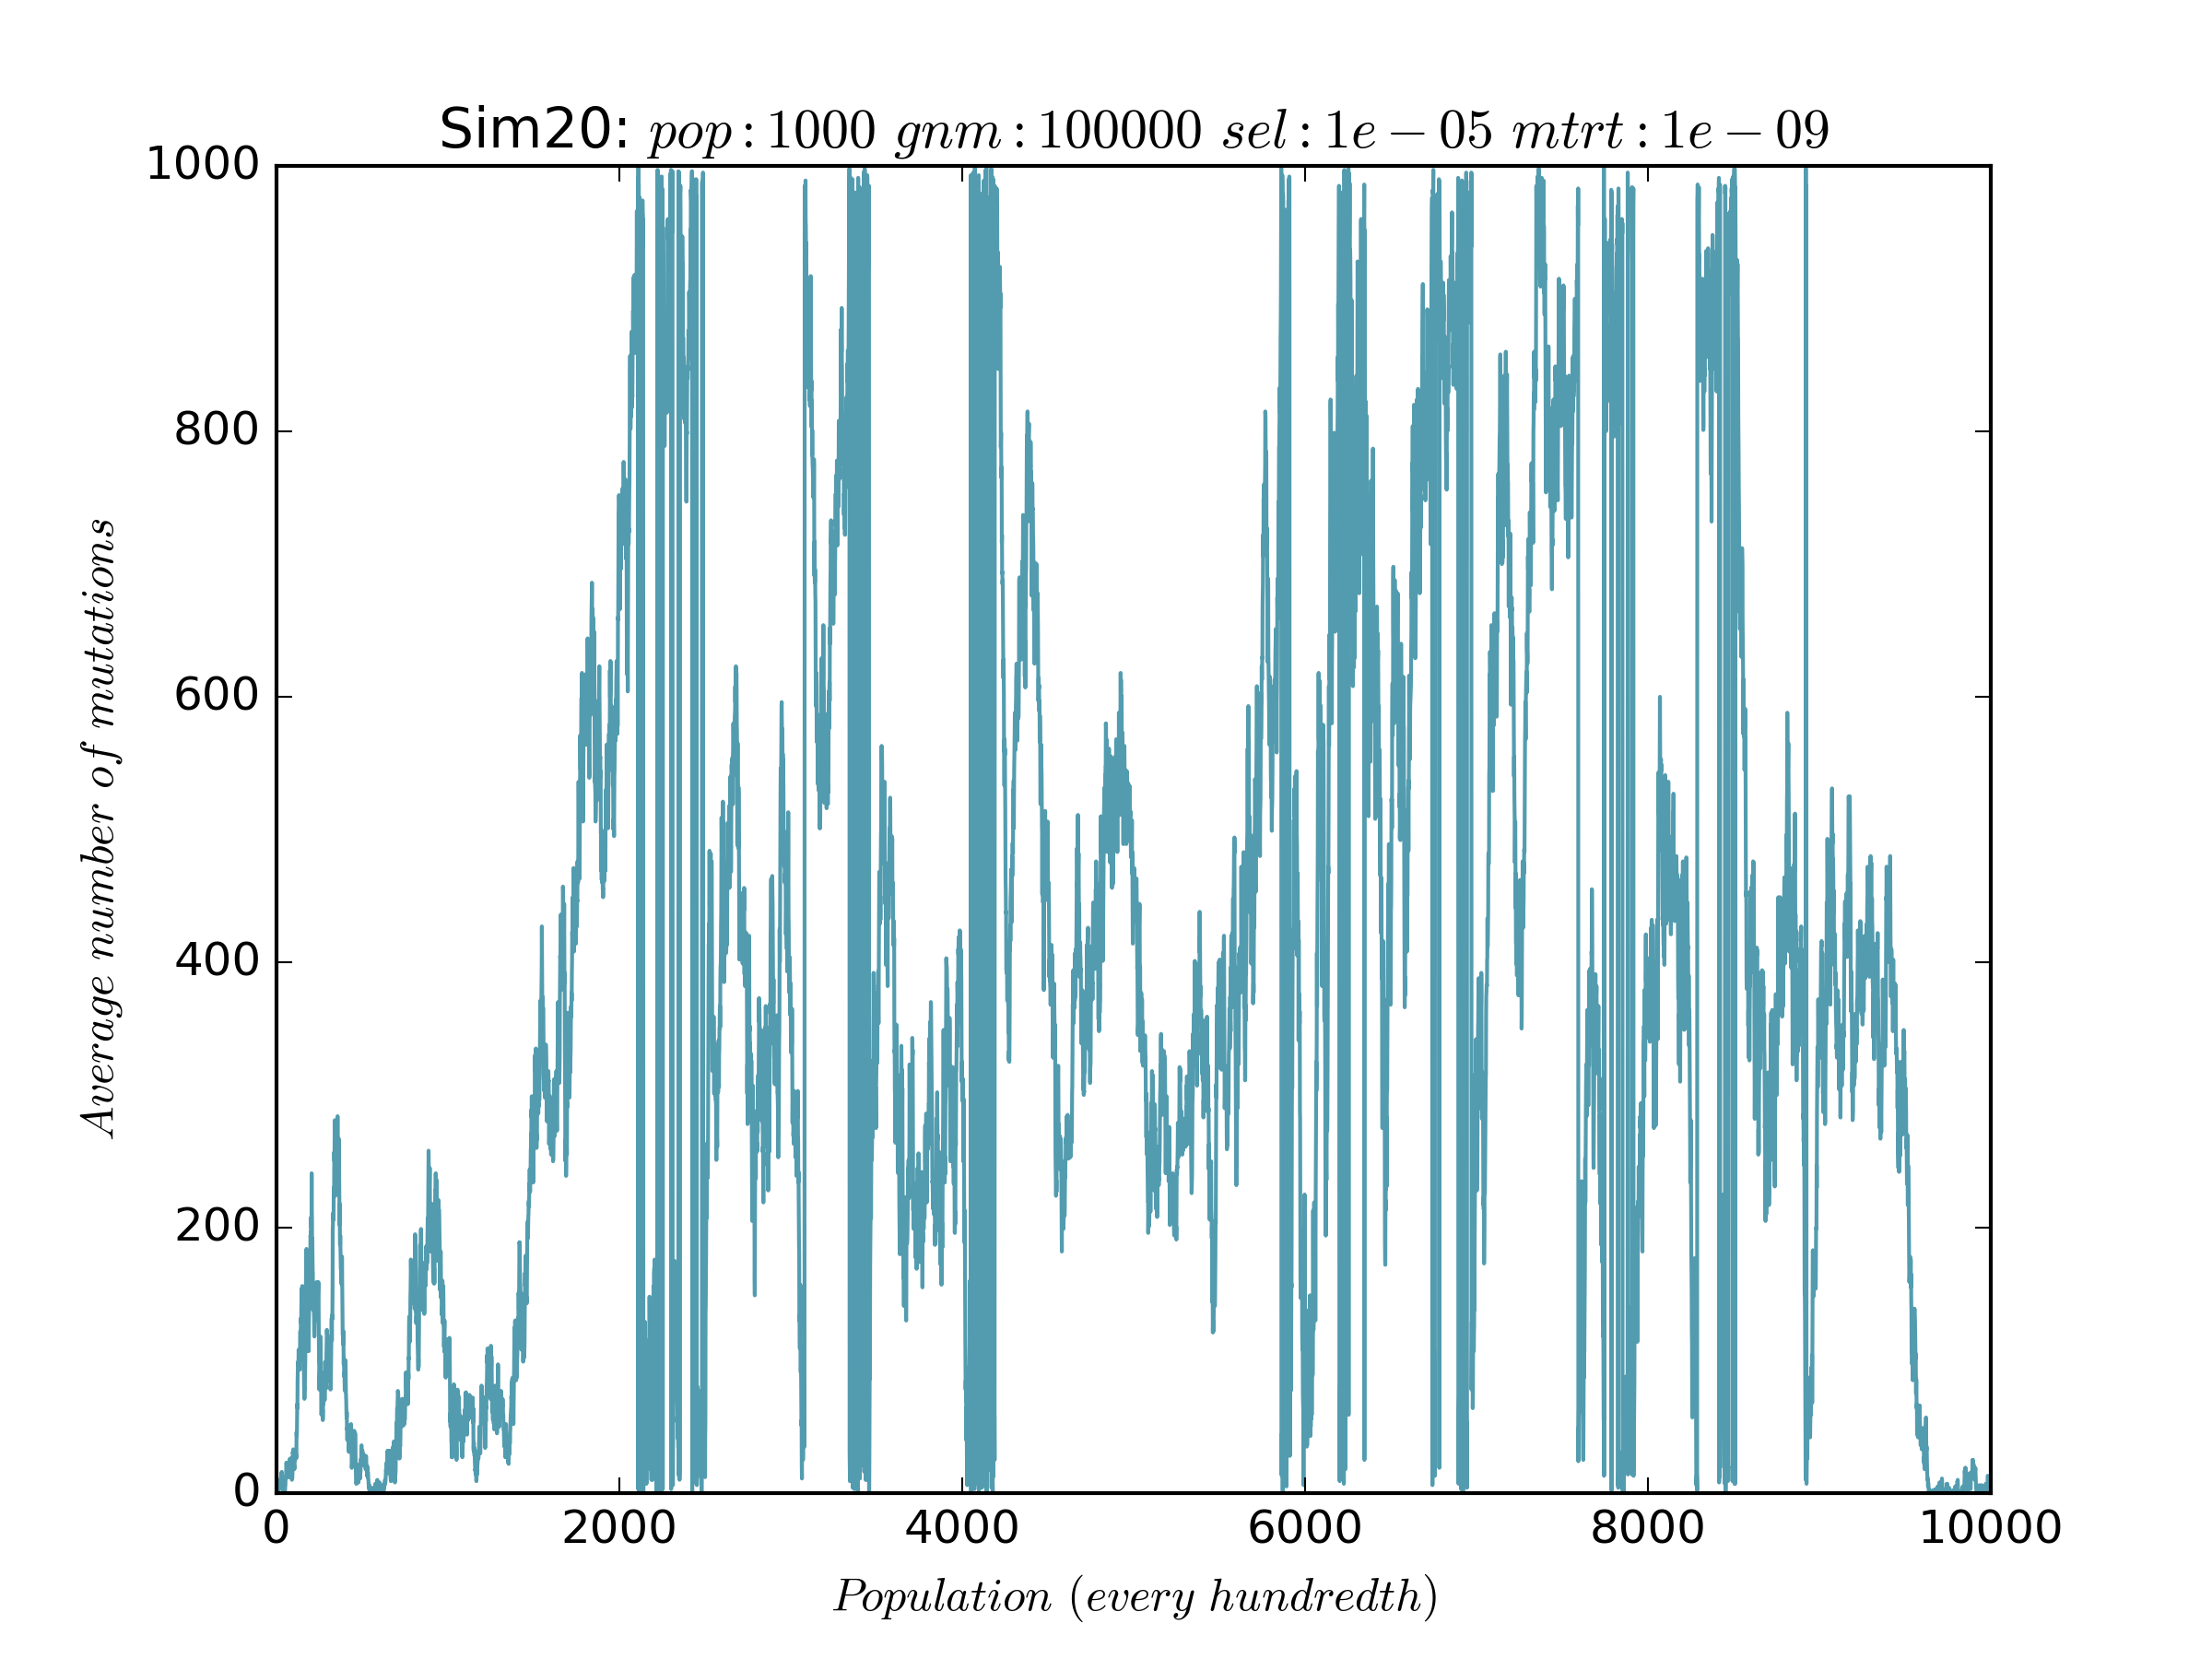 Sim20: pop : 1000 gnm : 100000 sel : 1e − 05 mtrt : 1e − 09
1000
800
600
400
200
0
Average number of mutations
0 2000 4000 6000 8000 10000
Population (every hundredth)